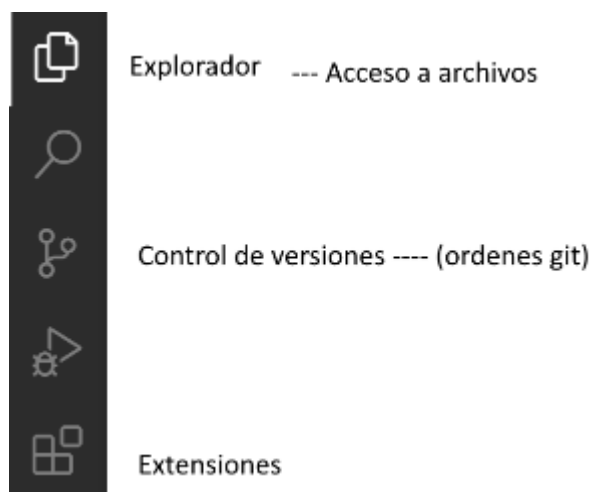 Explorador --- Acceso a archivos
Control de versiones ---- (ordenes git)
Extensiones